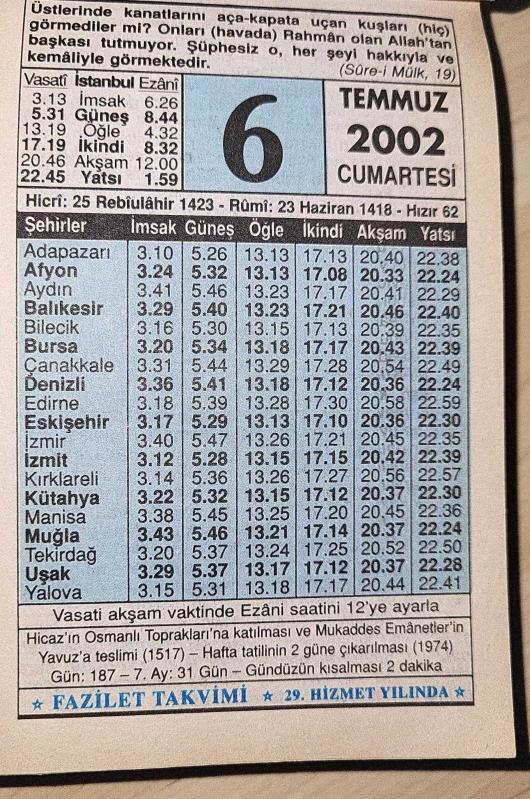 Üstlerinde kanatlarını aça-kapata uçan kuşları (hiç)
görmediler mi? Onları (havada) Rahmân olan Allah'tan
başkası tutmuyor. Şüphesiz o, her şeyi hakkıyla ve
kemâliyle görmektedir. (Sûre-i Mülk, 19)
Vasatî İstanbul Ezânî
3.13 İmsak 6.26
5.31 Güneş 8.44
13.19 Öğle 4.32
17.19 İkindi 8.32
20.46 Akşam 12.00
22.45 Yatsı 1.59
6
TEMMUZ
2002
CUMARTESİ
Hicrî: 25 Rebîulâhir 1423 - Rûmî: 23 Haziran 1418 - Hızır 62
Şehirler İmsak Güneş Öğle İkindi Akşam Yatsı
Adapazarı 3.10 5.26 13.13 17.13 20.40 22.38
Afyon 3.24 5.32 13.13 17.08 20.33 22.24
Aydın 3.41 5.46 13.23 17.17 20.41 22.29
Balıkesir 3.29 5.40 13.23 17.21 20.46 22.40
Bilecik 3.16 5.30 13.15 17.13 20.39 22.35
Bursa 3.20 5.34 13.18 17.17 20.43 22.39
Çanakkale 3.31 5.44 13.29 17.28 20.54 22.49
Denizli 3.36 5.41 13.18 17.12 20.36 22.24
Edirne 3.18 5.39 13.28 17.30 20.58 22.59
Eskişehir 3.17 5.29 13.13 17.10 20.36 22.30
İzmir 3.40 5.47 13.26 17.21 20.45 22.35
İzmit 3.12 5.28 13.15 17.15 20.42 22.39
Kırklareli 3.14 5.36 13.26 17.27 20.56 22.57
Kütahya 3.22 5.32 13.15 17.12 20.37 22.30
Manisa 3.38 5.45 13.25 17.20 20.45 22.36
Muğla 3.43 5.46 13.21 17.14 20.37 22.24
Tekirdağ 3.20 5.37 13.24 17.25 20.52 22.50
Uşak 3.29 5.37 13.17 17.12 20.37 22.28
Yalova 3.15 5.31 13.18 17.17 20.44 22.41
Vasati akşam vaktinde Ezâni saatini 12'ye ayarla
Hicaz'ın Osmanlı Toprakları'na katılması ve Mukaddes Emânetler'in
Yavuz'a teslimi (1517) – Hafta tatilinin 2 güne çıkarılması (1974)
Gün: 187 – 7. Ay: 31 Gün – Gündüzün kısalması 2 dakika
★ FAZİLET TAKVİMİ ★ 29. HİZMET YILINDA ★